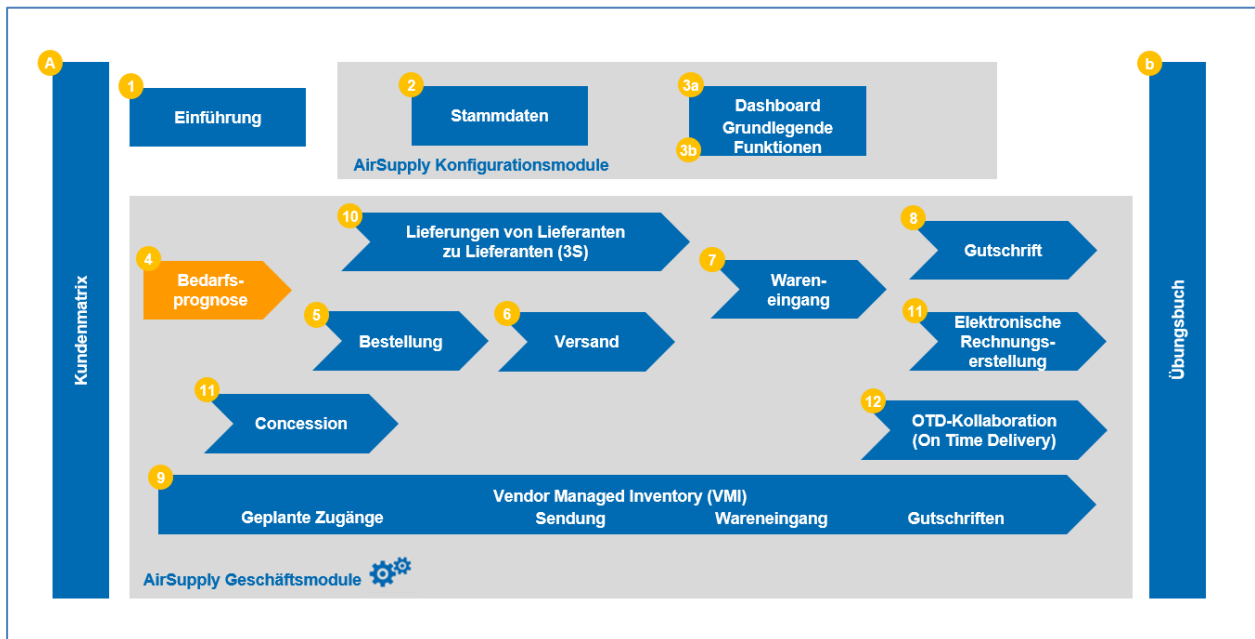 A
Kundenmatrix
1
Einführung
2
Stammdaten
3a
Dashboard
Grundlegende
3b
Funktionen
AirSupply Konfigurationsmodule
b
Übungsbuch
10
Lieferungen von Lieferanten
zu Lieferanten (3S)
8
Gutschrift
4
Bedarfs-
prognose
7
Waren-
eingang
5
Bestellung
6
Versand
11
Elektronische
Rechnungs-
erstellung
11
Concession
12
OTD-Kollaboration
(On Time Delivery)
9
Vendor Managed Inventory (VMI)
Geplante Zugänge Sendung Wareneingang Gutschriften
AirSupply Geschäftsmodule